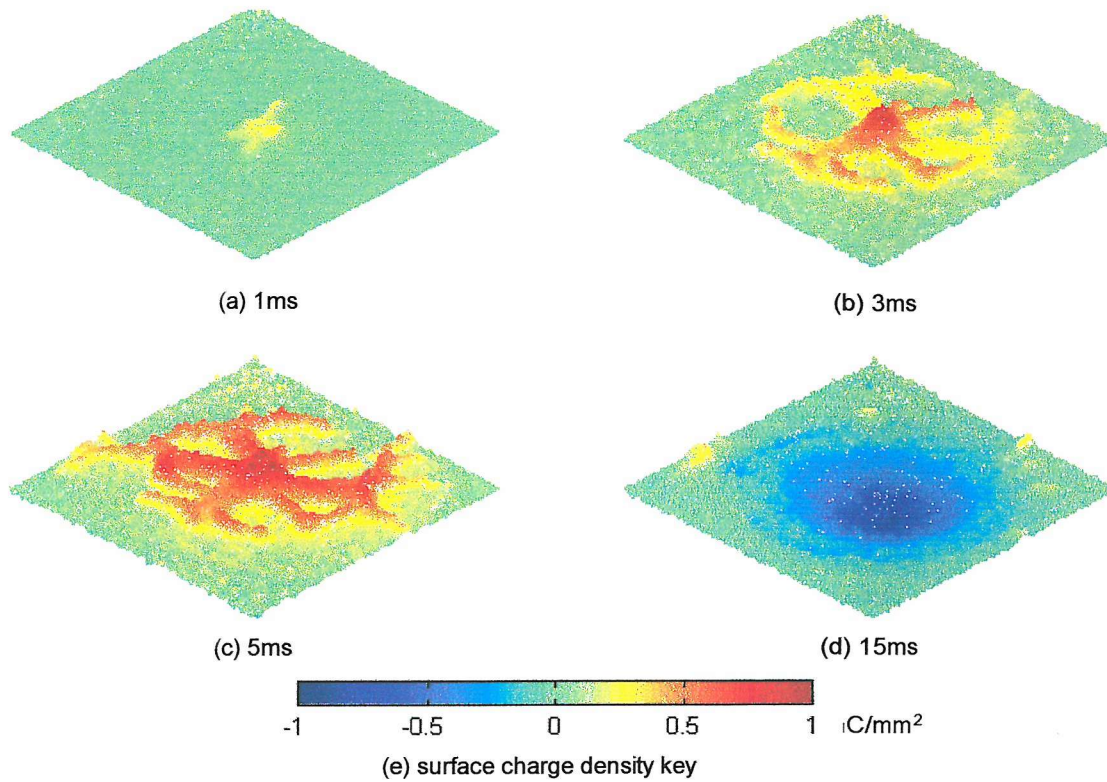 (a) 1ms
(b) 3ms
(c) 5ms
(d) 15ms
-1 -0.5 0 0.5 1 C/mm²
(e) surface charge density key